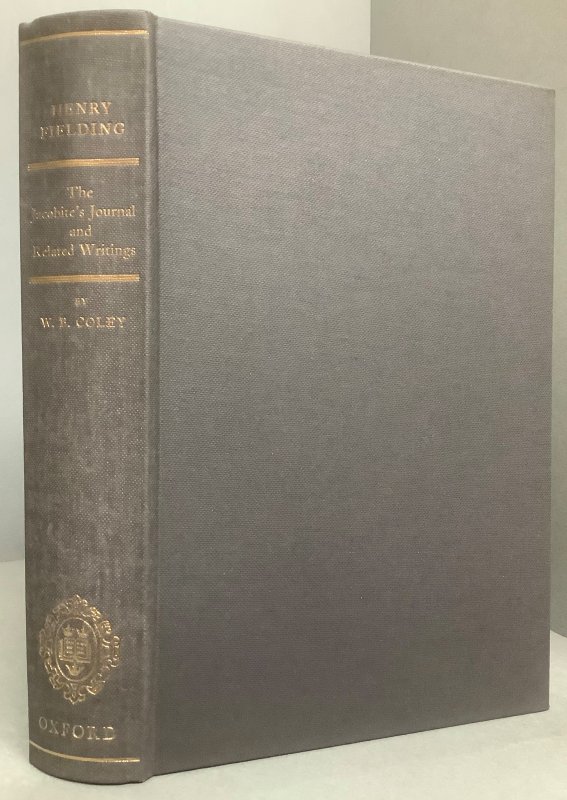 HENRY
FIELDING
The
Jacobite's Journal
and
Related Writings
BY
W. B. COLEY
OXFORD